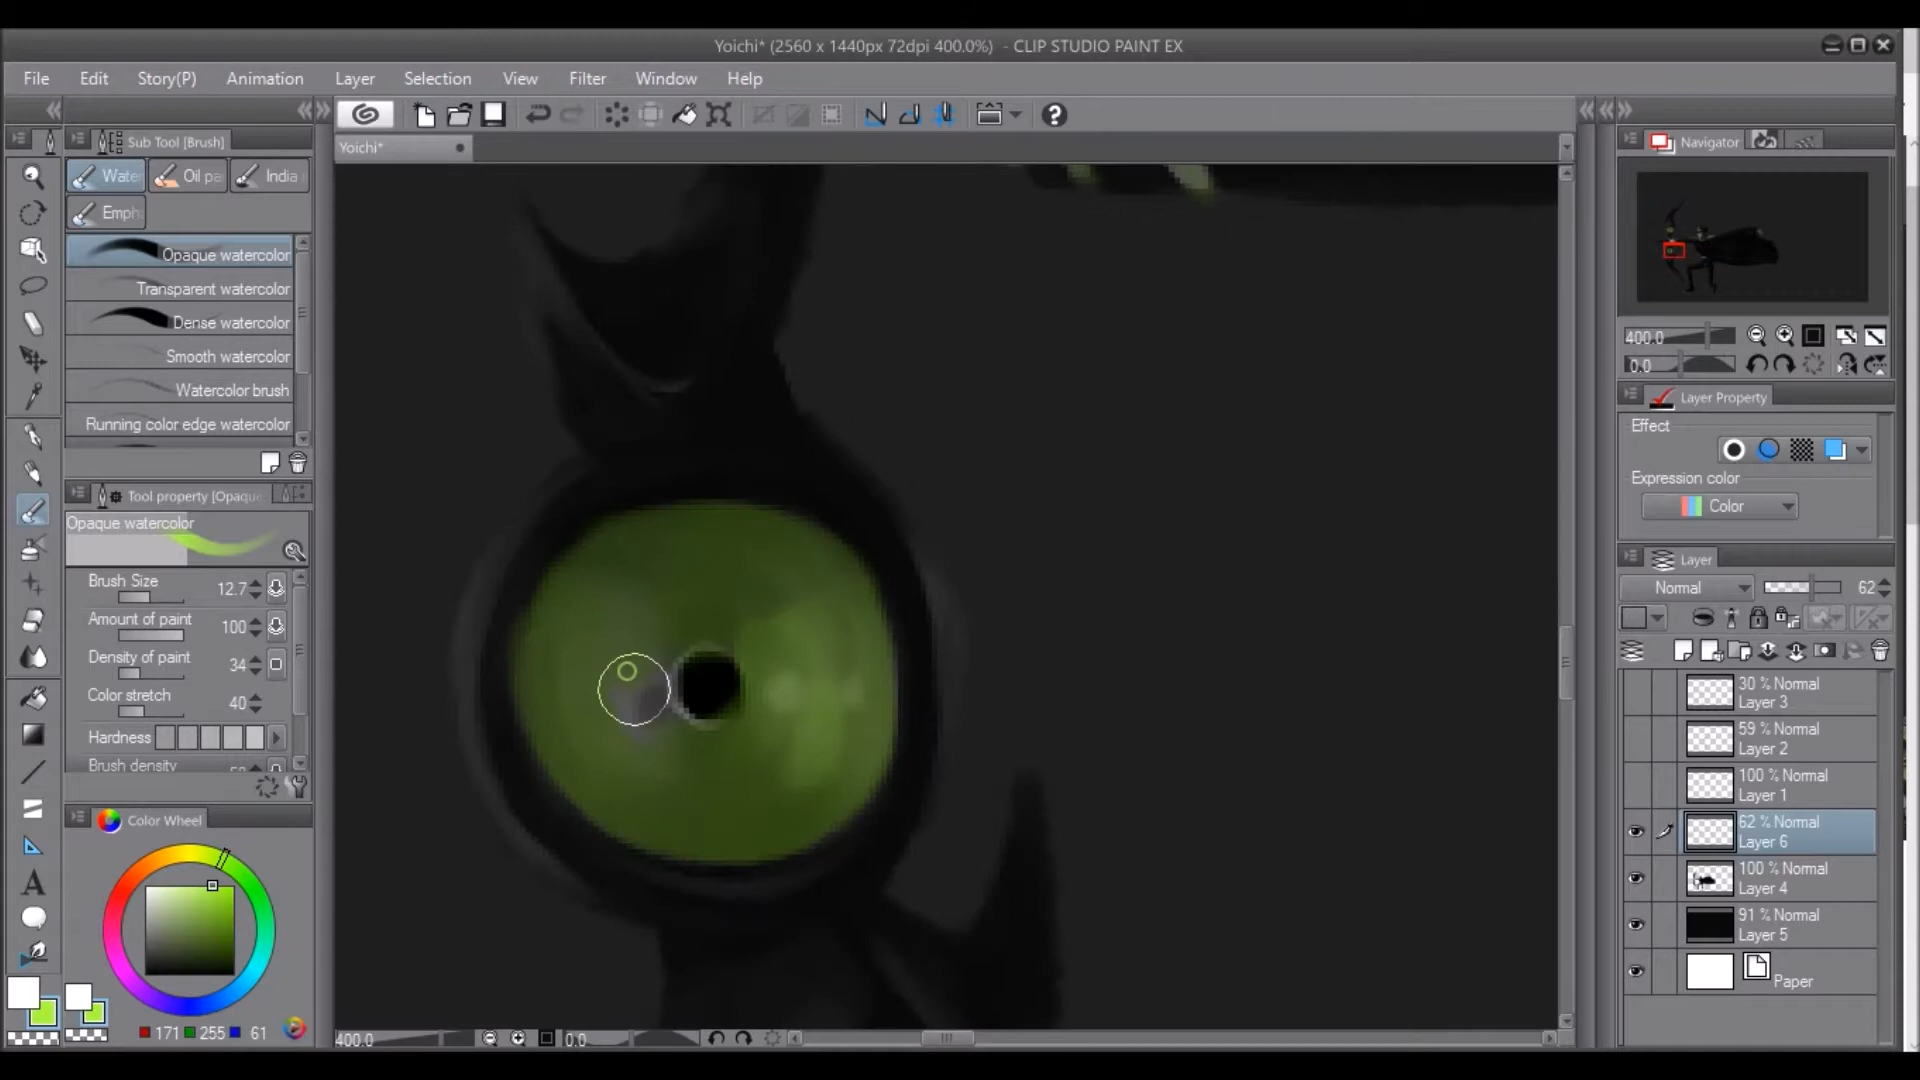 Yoichi* (2560 x 1440px 72dpi 400.0%) - CLIP STUDIO PAINT EX
File Edit Story(P) Animation Layer Selection View Filter Window Help
Sub Tool [Brush]
Yoichi*
Navigator
Wate Oil pa India
Emph
Opaque watercolor
Transparent watercolor
Dense watercolor
Smooth watercolor
Watercolor brush
Running color edge watercolor
Tool property [Opaque
Opaque watercolor
Brush Size 12.7
Amount of paint 100
Density of paint 34
Color stretch 40
Hardness
Brush density
Color Wheel
171 255 61
400.0 0.0
400.0
0.0
Layer Property
Effect
Expression color
Color
Layer
Normal 62
30 % Normal
Layer 3
59 % Normal
Layer 2
100 % Normal
Layer 1
62 % Normal
Layer 6
100 % Normal
Layer 4
91 % Normal
Layer 5
Paper